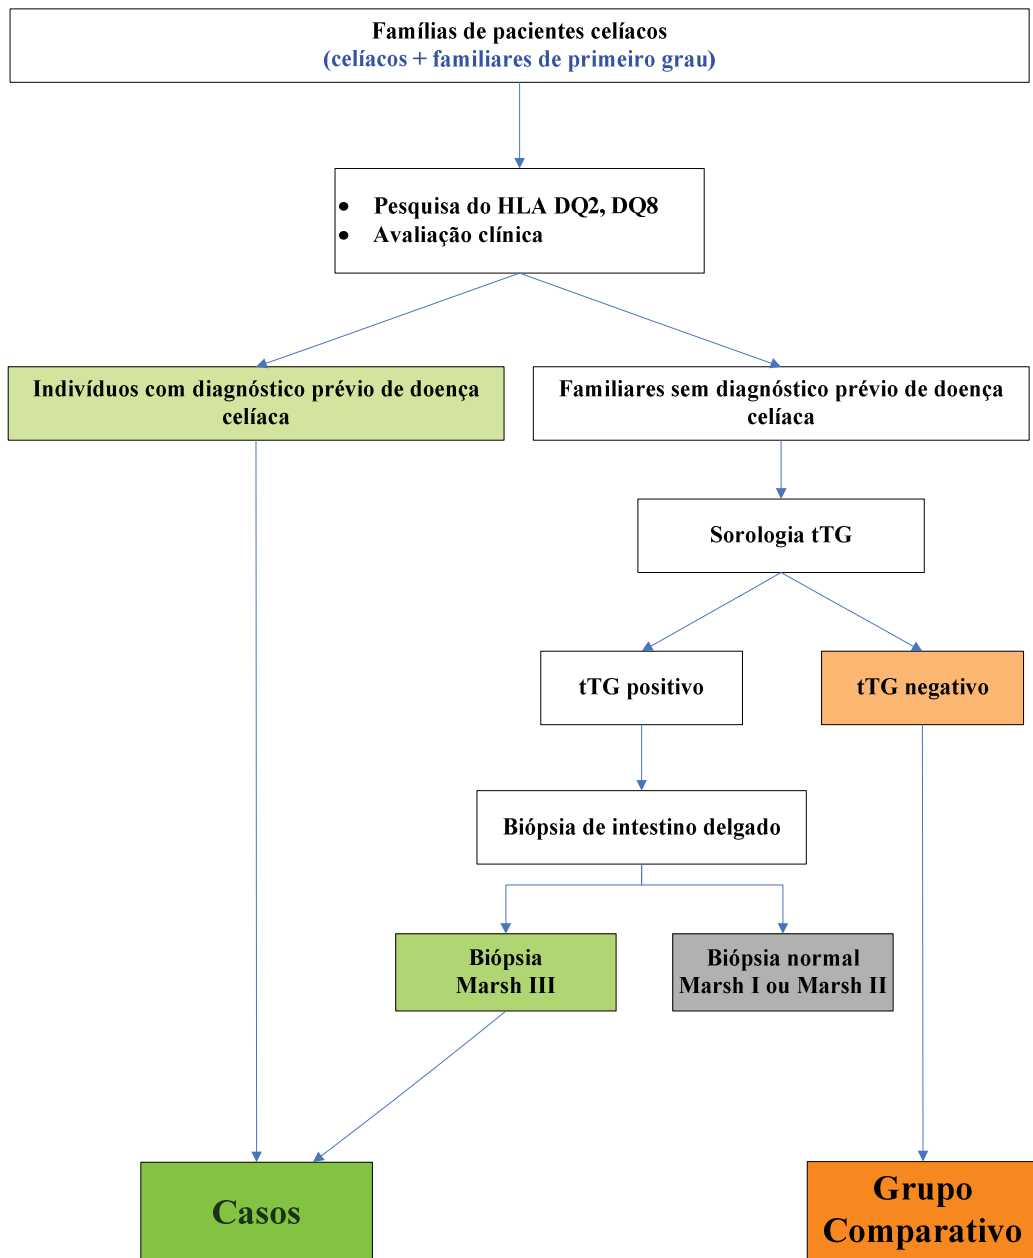 Famílias de pacientes celíacos
(celíacos + familiares de primeiro grau)
• Pesquisa do HLA DQ2, DQ8
• Avaliação clínica
Indivíduos com diagnóstico prévio de doença
celíaca
Familiares sem diagnóstico prévio de doença
celíaca
Sorologia tTG
tTG positivo
tTG negativo
Biópsia de intestino delgado
Biópsia
Marsh III
Biópsia normal
Marsh I ou Marsh II
Casos
Grupo
Comparativo